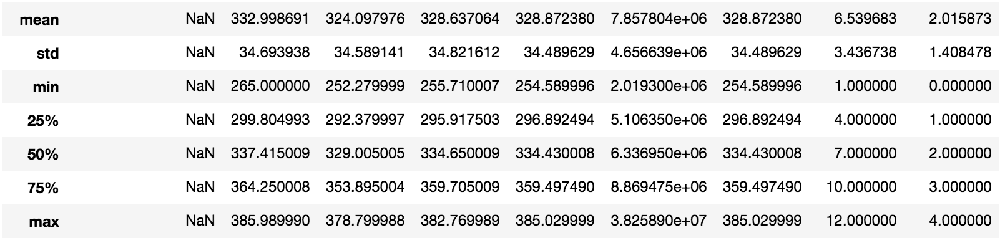 mean NaN 332.998691 324.097976 328.637064 328.872380 7.857804e+06 328.872380 6.539683 2.015873
std NaN 34.693938 34.589141 34.821612 34.489629 4.656639e+06 34.489629 3.436738 1.408478
min NaN 265.000000 252.279999 255.710007 254.589996 2.019300e+06 254.589996 1.000000 0.000000
25% NaN 299.804993 292.379997 295.917503 296.892494 5.106350e+06 296.892494 4.000000 1.000000
50% NaN 337.415009 329.005005 334.650009 334.430008 6.336950e+06 334.430008 7.000000 2.000000
75% NaN 364.250008 353.895004 359.705009 359.497490 8.869475e+06 359.497490 10.000000 3.000000
max NaN 385.989990 378.799988 382.769989 385.029999 3.825890e+07 385.029999 12.000000 4.000000